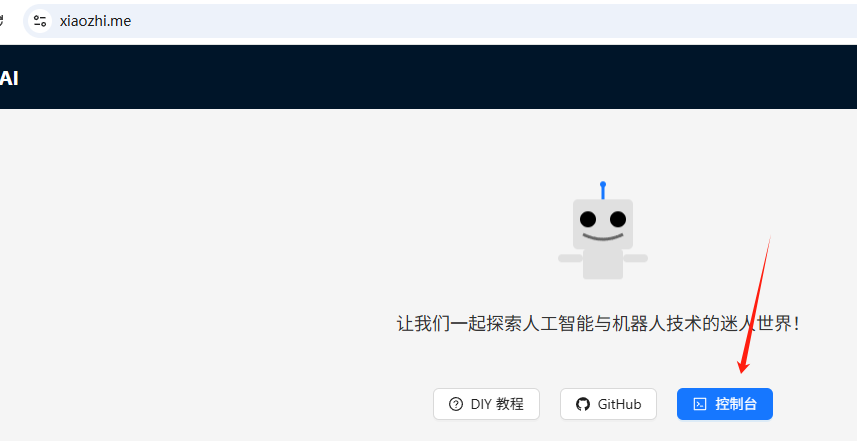 xiaozhi.me
AI
让我们一起探索人工智能与机器人技术的迷人世界！
DIY 教程
GitHub
控制台